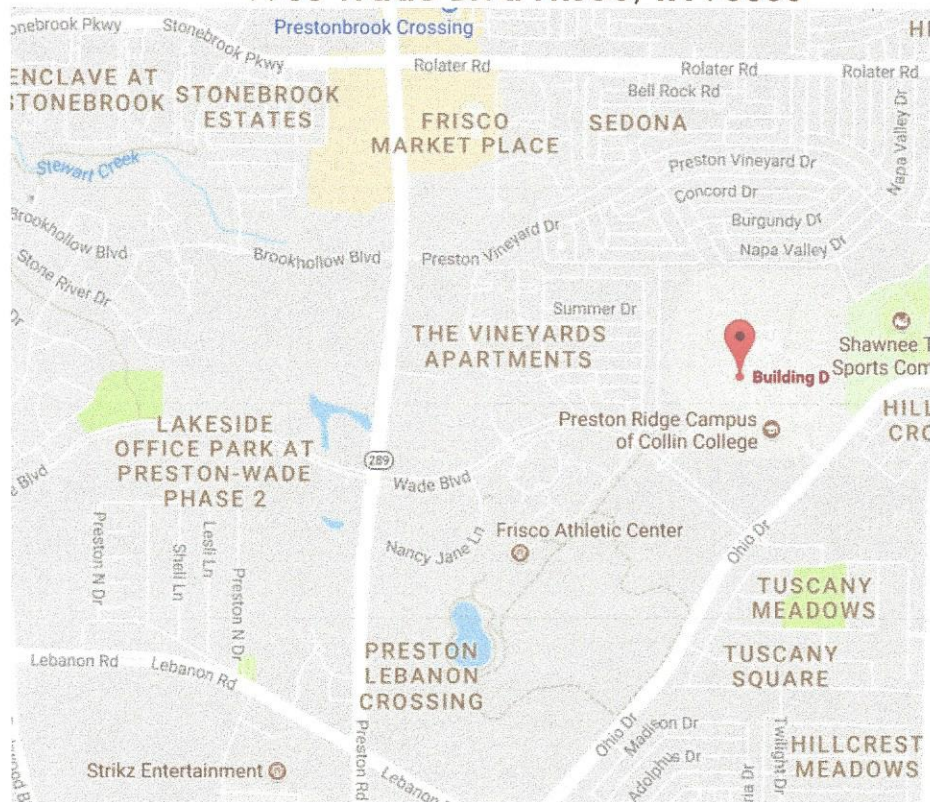 Stonebrook Pkwy
Prestonbrook Crossing
Rolater Rd
Rolater Rd
Rolater Rd
ENCLAVE AT
STONEBROOK
STONEBROOK
ESTATES
FRISCO
MARKET PLACE
Bell Rock Rd
SEDONA
Napa Valley Dr
Stewart Creek
Preston Vineyard Dr
Concord Dr
Burgundy Dr
Napa Valley Dr
Brookhollow Blvd
Brookhollow Blvd
Preston Vineyard Dr
Stone River Dr
Dr
Summer Dr
THE VINEYARDS
APARTMENTS
Building D
Shawnee T
Sports Com
LAKESIDE
OFFICE PARK AT
PRESTON-WADE
PHASE 2
Preston Ridge Campus
of Collin College
HILL
CRO
289
Wade Blvd
e Blvd
Preston N Dr
Shell Ln
Lesli Ln
Preston N Dr
Nancy Jane Ln
Frisco Athletic Center
Ohio Dr
TUSCANY
MEADOWS
Lebanon Rd
Lebanon Rd
PRESTON
LEBANON
CROSSING
TUSCANY
SQUARE
Ohio Dr
Madison Dr
Adolphus Dr
ria Dr
Twilight Dr
HILLCREST
MEADOWS
Strikz Entertainment
Preston Rd
Lebano
wood B